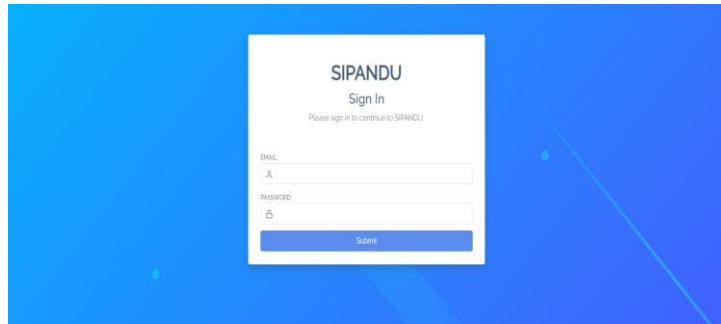 SIPANDU
Sign In
Please sign in to continue to SIPANDU.
EMAIL
PASSWORD
Submit